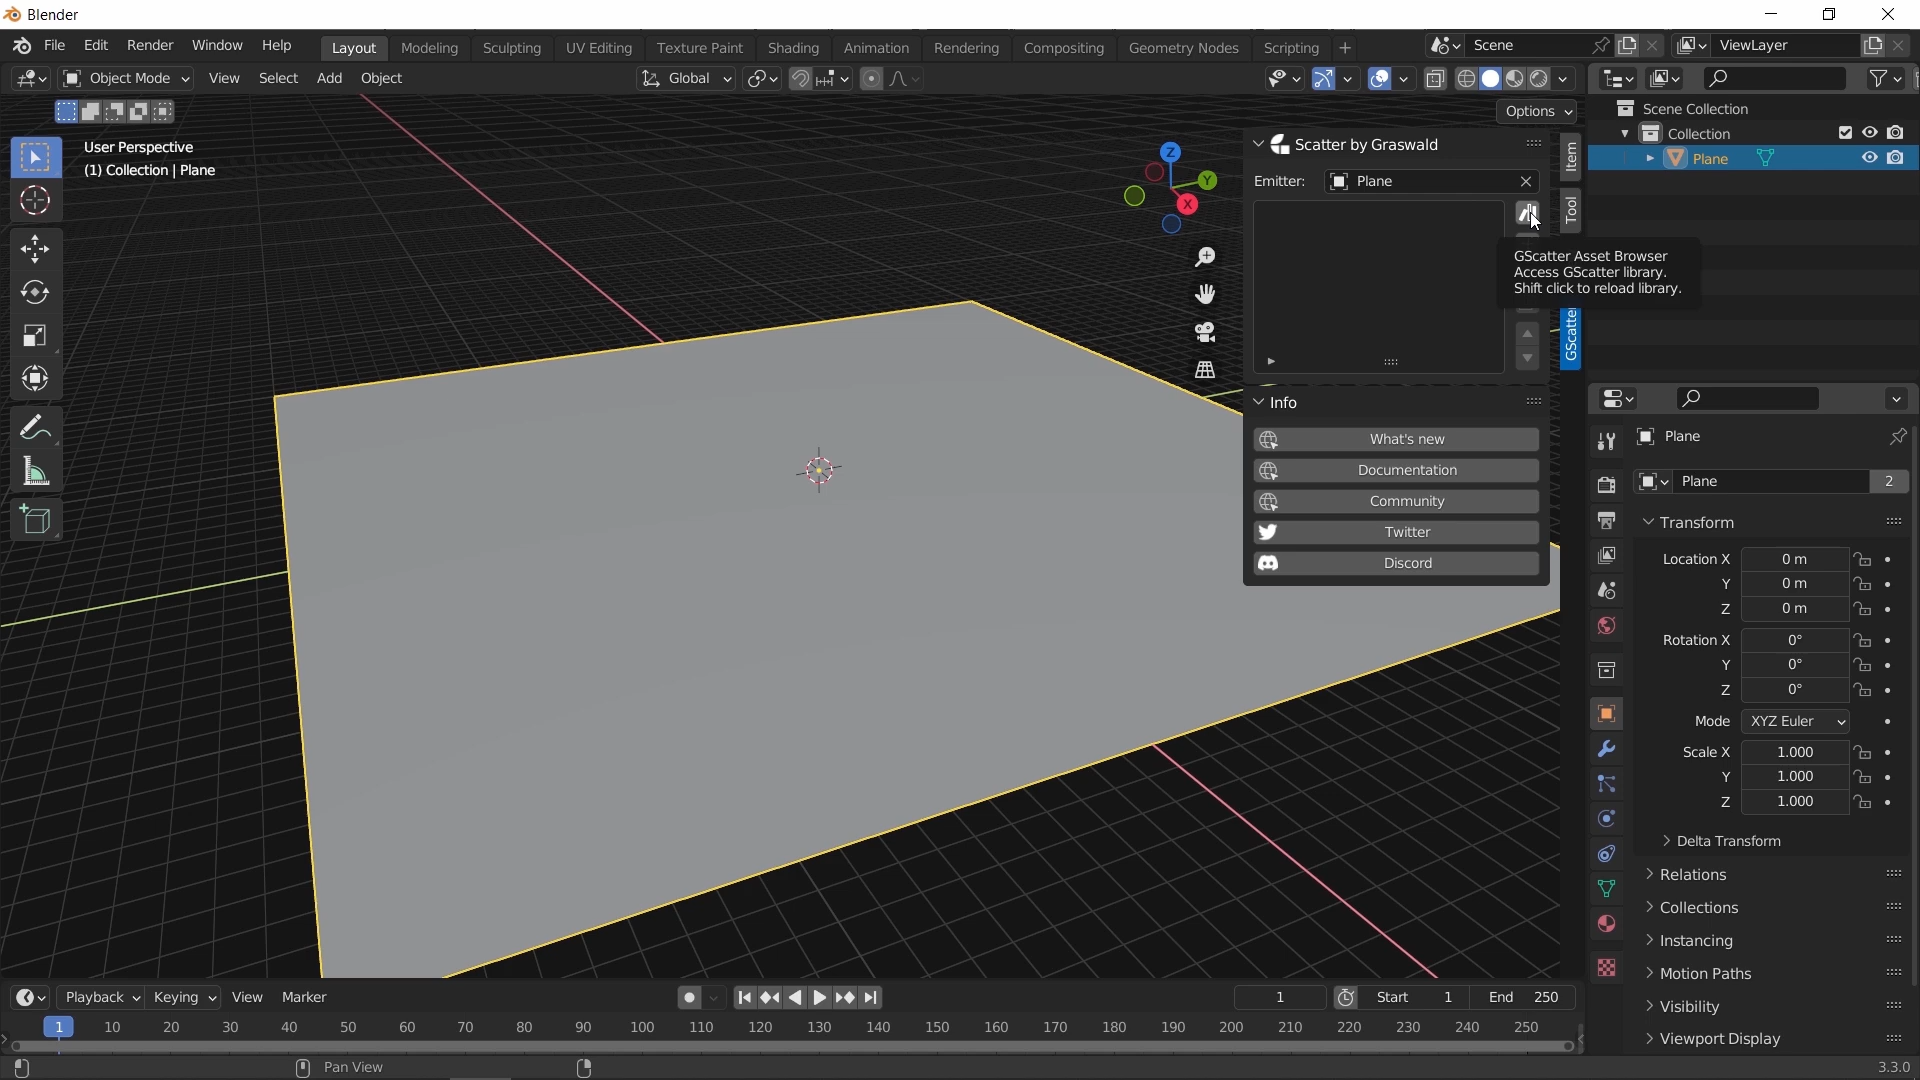 Blender
File Edit Render Window Help Layout Modeling Sculpting UV Editing Texture Paint Shading Animation Rendering Compositing Geometry Nodes Scripting + Scene ViewLayer
Object Mode View Select Add Object Global
Options
User Perspective
(1) Collection | Plane
Z
Y
X
Scatter by Graswald
Emitter: Plane
GScatter Asset Browser
Access GScatter library.
Shift click to reload library.
Info
What's new
Documentation
Community
Twitter
Discord
Item
Tool
GScatter
Scene Collection
Collection
Plane
Plane
Plane 2
Transform
Location X 0 m
Y 0 m
Z 0 m
Rotation X 0°
Y 0°
Z 0°
Mode XYZ Euler
Scale X 1.000
Y 1.000
Z 1.000
Delta Transform
Relations
Collections
Instancing
Motion Paths
Visibility
Viewport Display
Playback Keying View Marker 1 Start 1 End 250
1 10 20 30 40 50 60 70 80 90 100 110 120 130 140 150 160 170 180 190 200 210 220 230 240 250
Pan View
3.3.0